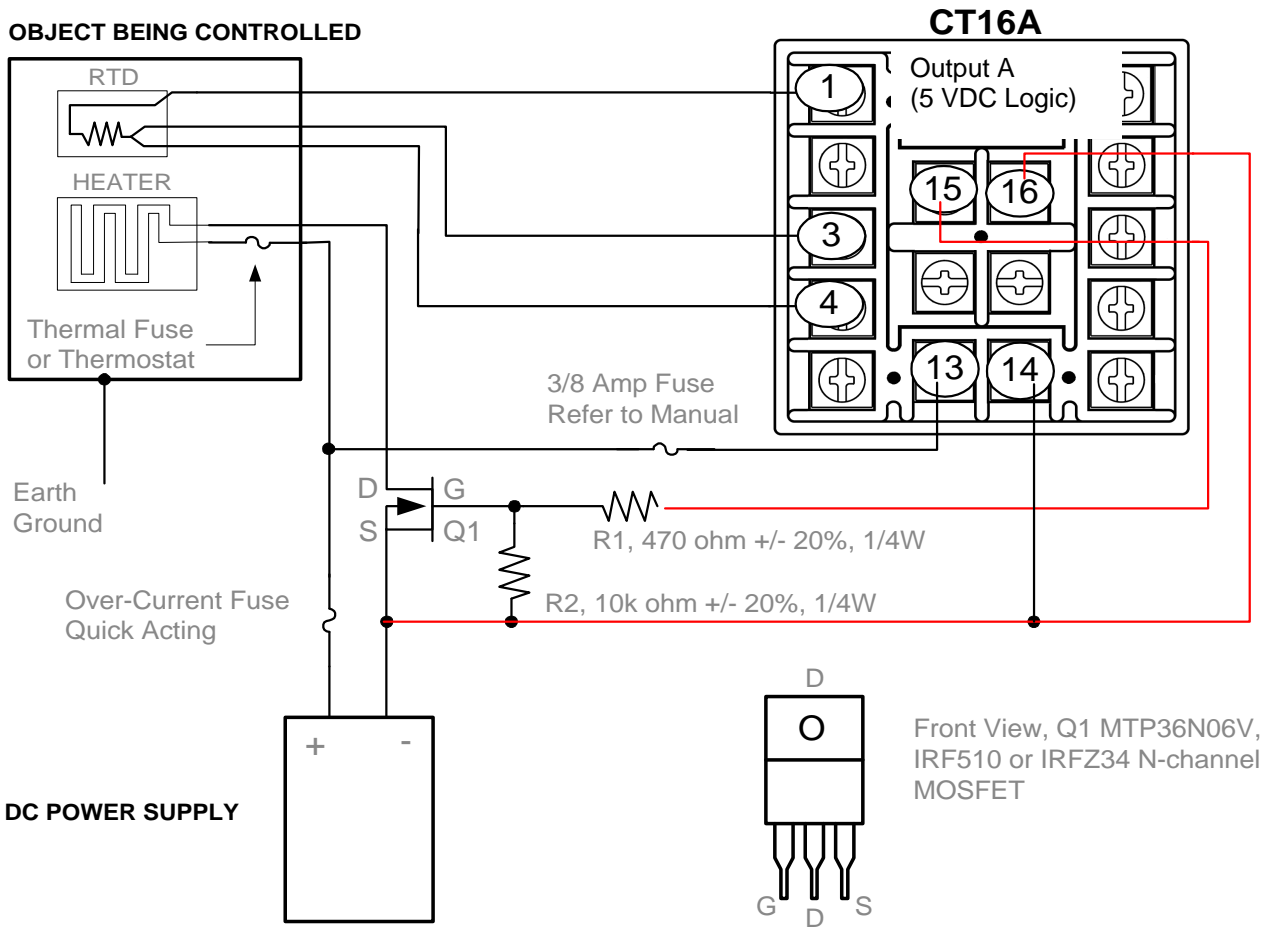 OBJECT BEING CONTROLLED
CT16A
RTD
Output A
(5 VDC Logic)
1
HEATER
15
16
3
4
Thermal Fuse
or Thermostat
13
14
3/8 Amp Fuse
Refer to Manual
Earth
Ground
D
G
S
Q1
R1, 470 ohm +/- 20%, 1/4W
Over-Current Fuse
Quick Acting
R2, 10k ohm +/- 20%, 1/4W
D
O
+
-
Front View, Q1 MTP36N06V,
IRF510 or IRFZ34 N-channel
MOSFET
DC POWER SUPPLY
G
D
S